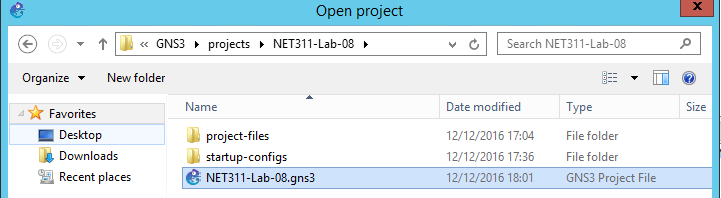 Open project
« GNS3 ▸ projects ▸ NET311-Lab-08 ▸
Search NET311-Lab-08
Organize ▾ New folder
Favorites
Desktop
Downloads
Recent places
Name Date modified Type Size
project-files 12/12/2016 17:04 File folder
startup-configs 12/12/2016 17:36 File folder
NET311-Lab-08.gns3 12/12/2016 18:01 GNS3 Project File